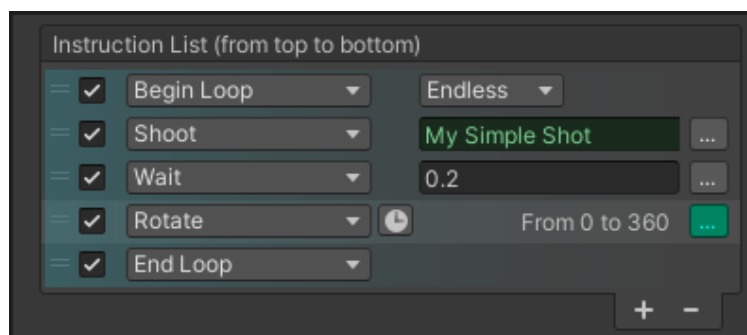 Instruction List (from top to bottom)
Begin Loop Endless
Shoot My Simple Shot ...
Wait 0.2 ...
Rotate From 0 to 360 ...
End Loop
+ -